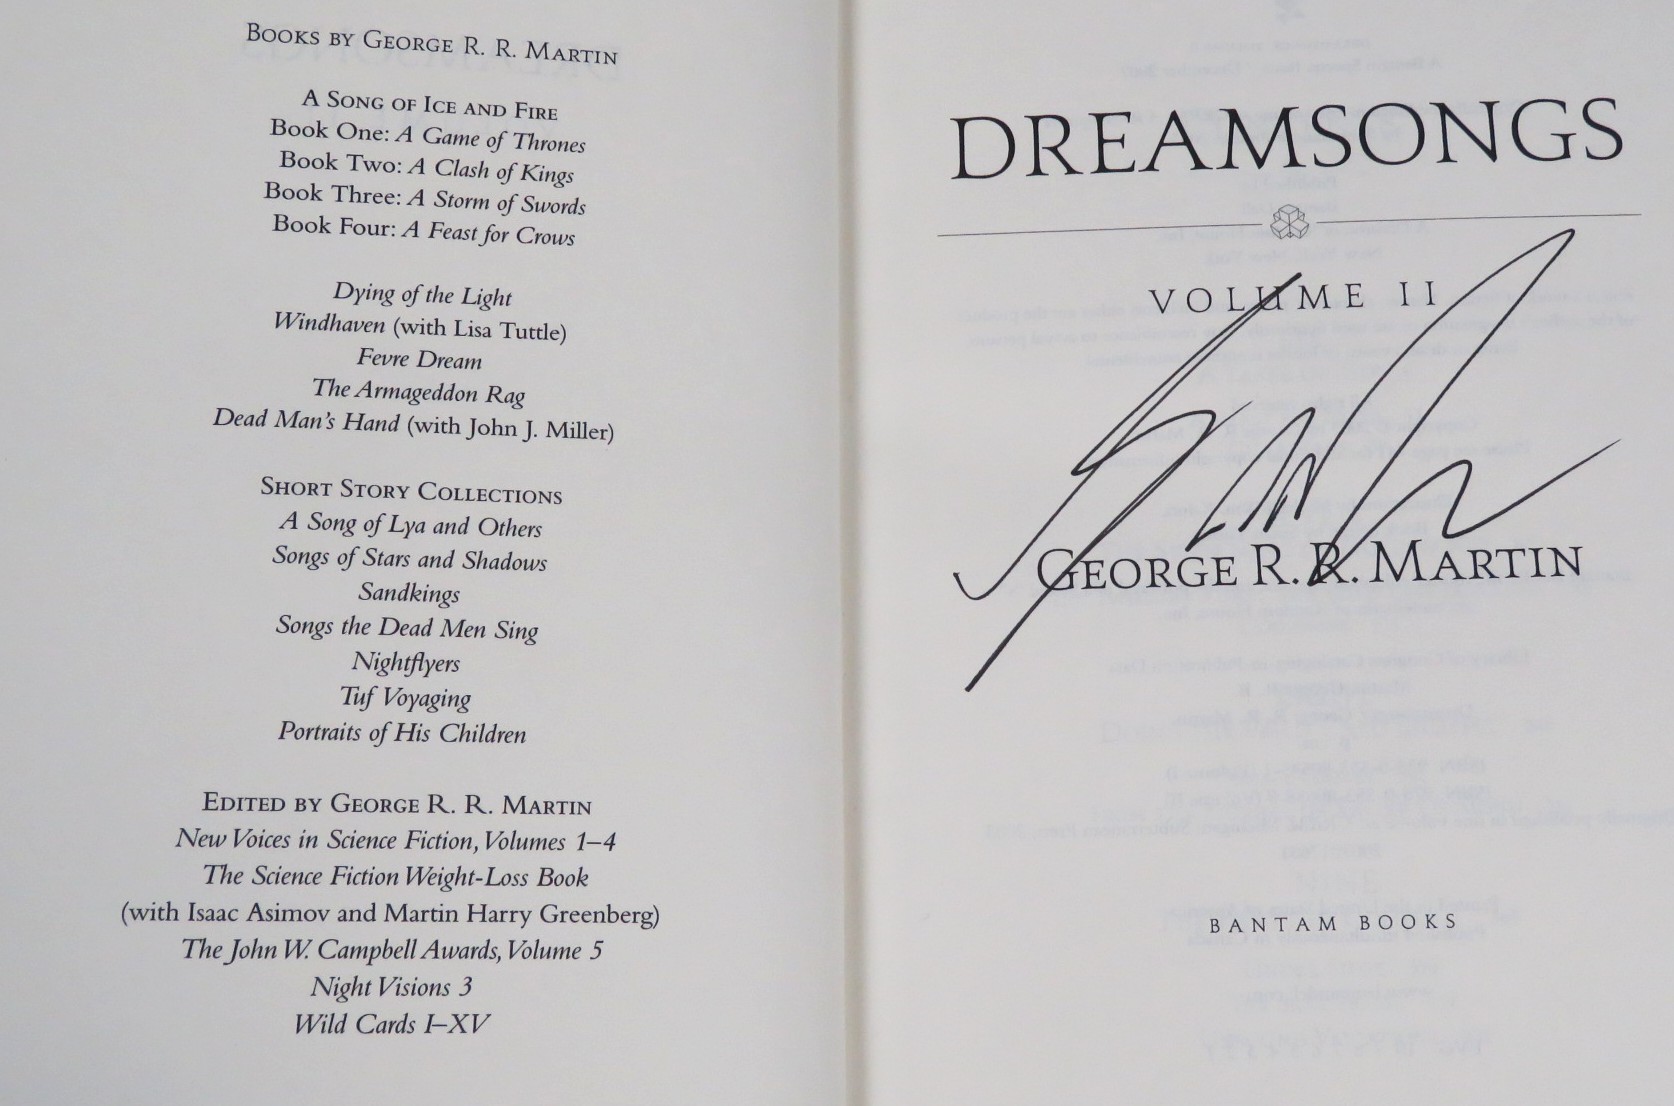 BOOKS BY GEORGE R. R. MARTIN
A SONG OF ICE AND FIRE
Book One: A Game of Thrones
Book Two: A Clash of Kings
Book Three: A Storm of Swords
Book Four: A Feast for Crows
Dying of the Light
Windhaven (with Lisa Tuttle)
Fevre Dream
The Armageddon Rag
Dead Man's Hand (with John J. Miller)
SHORT STORY COLLECTIONS
A Song of Lya and Others
Songs of Stars and Shadows
Sandkings
Songs the Dead Men Sing
Nightflyers
Tuf Voyaging
Portraits of His Children
EDITED BY GEORGE R. R. MARTIN
New Voices in Science Fiction, Volumes 1–4
The Science Fiction Weight-Loss Book
(with Isaac Asimov and Martin Harry Greenberg)
The John W. Campbell Awards, Volume 5
Night Visions 3
Wild Cards I–XV
DREAMSONGS
VOLUME II
GEORGE R. R. MARTIN
BANTAM BOOKS